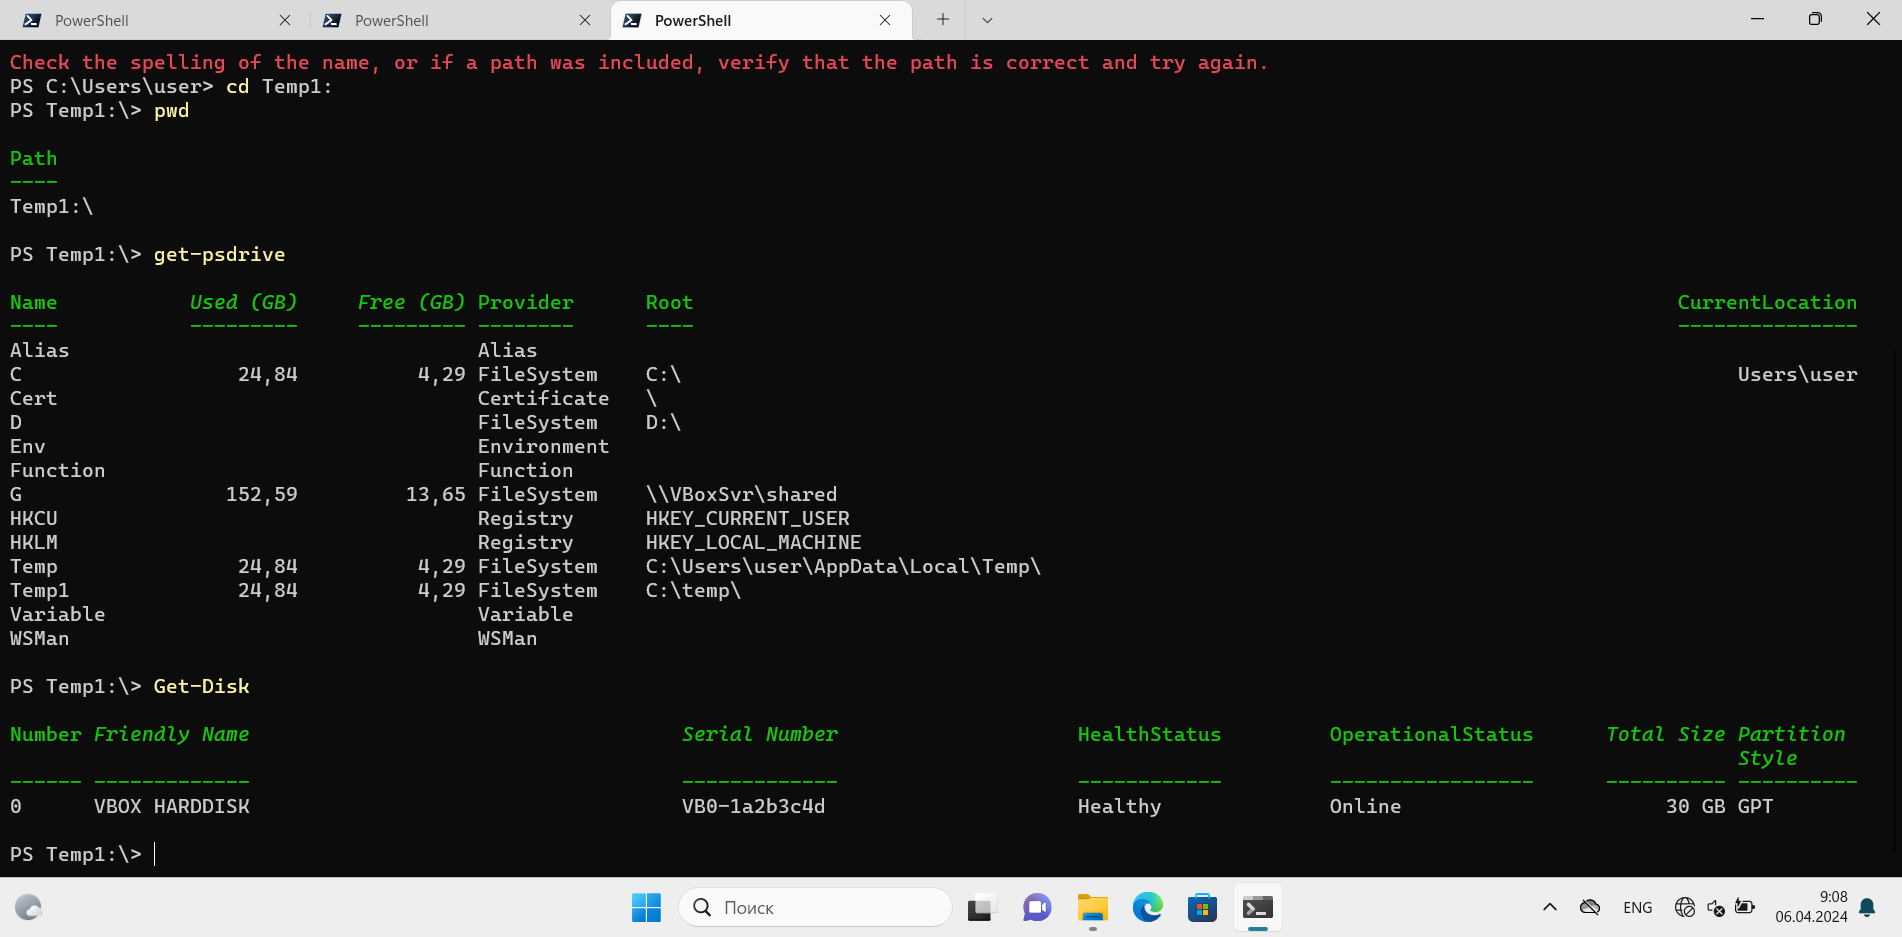 PowerShell PowerShell PowerShell
Check the spelling of the name, or if a path was included, verify that the path is correct and try again.
PS C:\Users\user> cd Temp1:
PS Temp1:\> pwd
Path
----
Temp1:\
PS Temp1:\> get-psdrive
Name Used (GB) Free (GB) Provider Root CurrentLocation
---- --------- --------- -------- ---- ---------------
Alias Alias
C 24,84 4,29 FileSystem C:\ Users\user
Cert Certificate \
D FileSystem D:\
Env Environment
Function Function
G 152,59 13,65 FileSystem \\VBoxSvr\shared
HKCU Registry HKEY_CURRENT_USER
HKLM Registry HKEY_LOCAL_MACHINE
Temp 24,84 4,29 FileSystem C:\Users\user\AppData\Local\Temp\
Temp1 24,84 4,29 FileSystem C:\temp\
Variable Variable
WSMan WSMan
PS Temp1:\> Get-Disk
Number Friendly Name Serial Number HealthStatus OperationalStatus Total Size Partition
Style
------ ------------- ------------- ------------ ----------------- ---------- ----------
0 VBOX HARDDISK VB0-1a2b3c4d Healthy Online 30 GB GPT
PS Temp1:\>
Поиск
ENG
9:08
06.04.2024